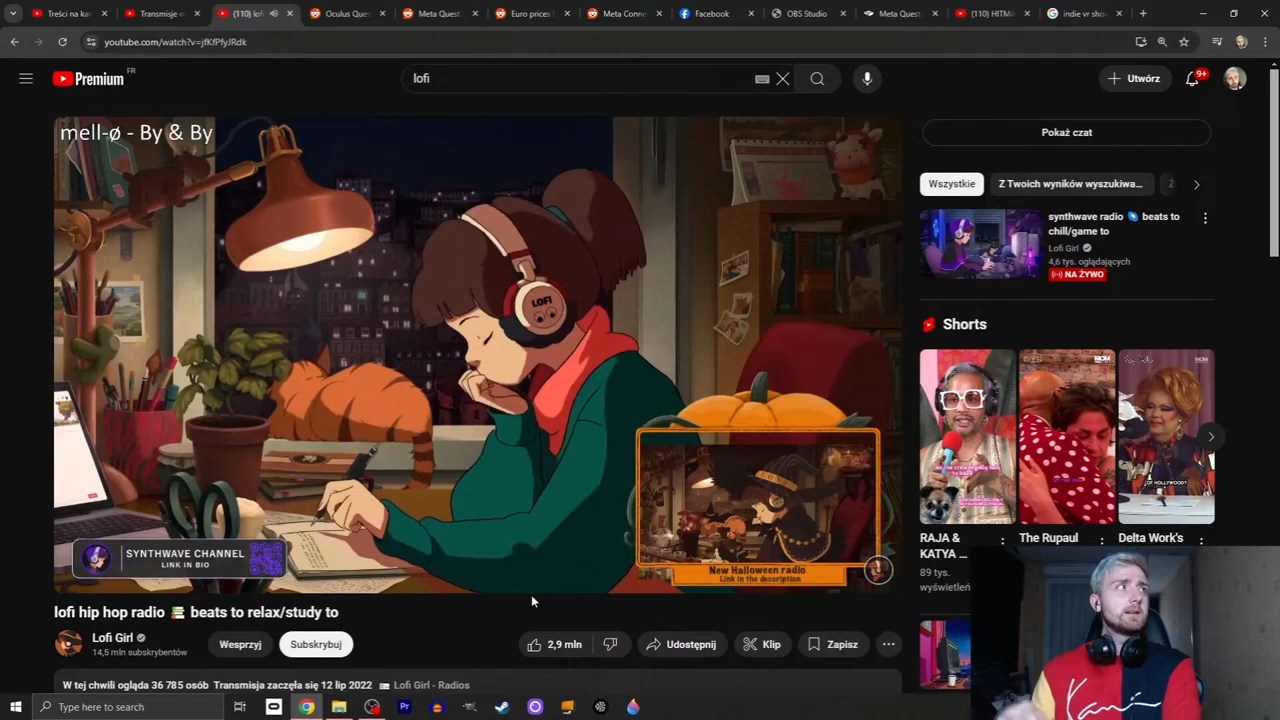 Treści na kan
Transmisje n
(110) lofi
Oculus Ques
Meta Quest
Euro prices f
Meta Conne
Facebook
OBS Studio
Meta Quest
(110) HITMA
indie vr show
youtube.com/watch?v=jfKfPfyJRdk
Premium
FR
lofi
Utwórz
9+
mell-ø - By & By
LOFI
SYNTHWAVE CHANNEL
LINK IN BIO
New Halloween radio
Link in the description
lofi hip hop radio 📚 beats to relax/study to
Lofi Girl
14,5 mln subskrybentów
Wesprzyj
Subskrybuj
2,9 mln
Udostępnij
Klip
Zapisz
W tej chwili ogląda 36 785 osób Transmisja zaczęła się 12 lip 2022 Lofi Girl - Radios
Pokaż czat
Wszystkie
Z Twoich wyników wyszukiwa...
Ź
synthwave radio 🌌 beats to
chill/game to
Lofi Girl
4,6 tys. oglądających
NA ŻYWO
Shorts
MOM
MOM
OF HOLLYWOOD?
RAJA &
KATYA ...
89 tys.
wyświetleń
The Rupaul
Delta Work's
Type here to search